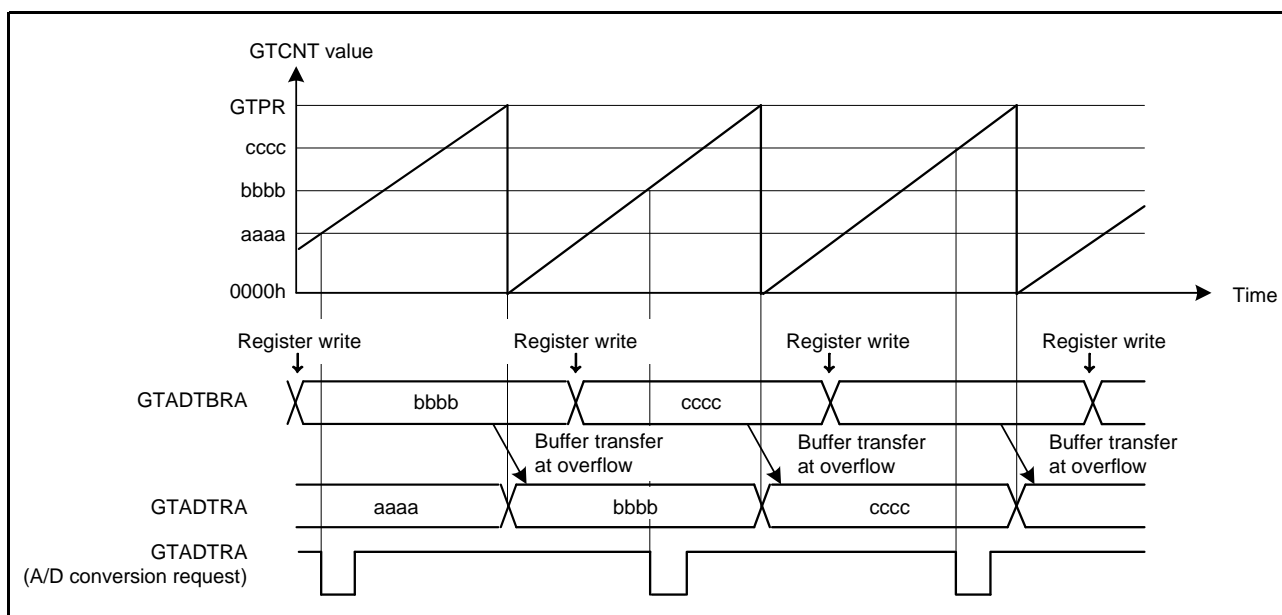 GTCNT value
GTPR
cccc
bbbb
aaaa
0000h
Time
Register write
Register write
Register write
Register write
GTADTBRA
bbbb
cccc
Buffer transfer
at overflow
Buffer transfer
at overflow
Buffer transfer
at overflow
GTADTRA
aaaa
bbbb
cccc
GTADTRA
(A/D conversion request)